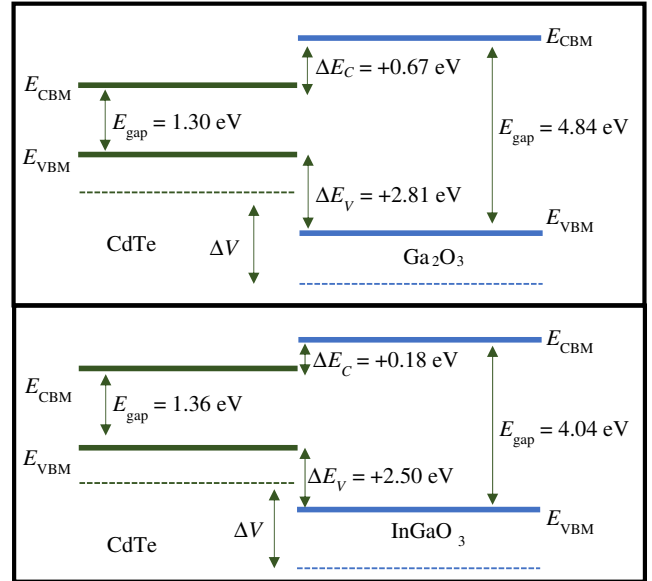 E_CBM
ΔE_C = +0.67 eV
E_CBM
E_gap = 1.30 eV
E_gap = 4.84 eV
E_VBM
ΔE_V = +2.81 eV
E_VBM
CdTe
ΔV
Ga₂O₃
E_CBM
ΔE_C = +0.18 eV
E_CBM
E_gap = 1.36 eV
E_gap = 4.04 eV
E_VBM
ΔE_V = +2.50 eV
E_VBM
CdTe
ΔV
InGaO₃